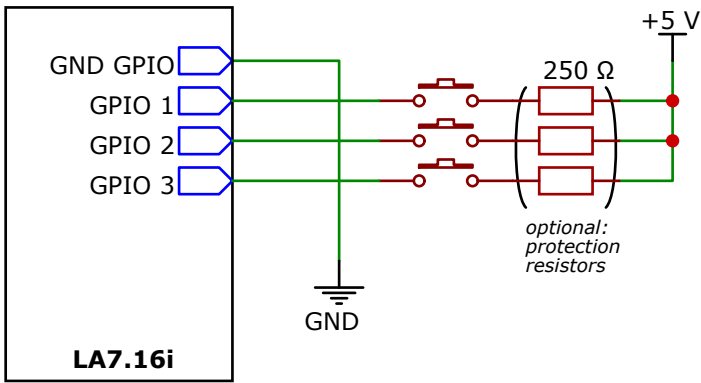 +5 V
GND GPIO
250 Ω
GPIO 1
GPIO 2
GPIO 3
optional:
protection
resistors
GND
LA7.16i